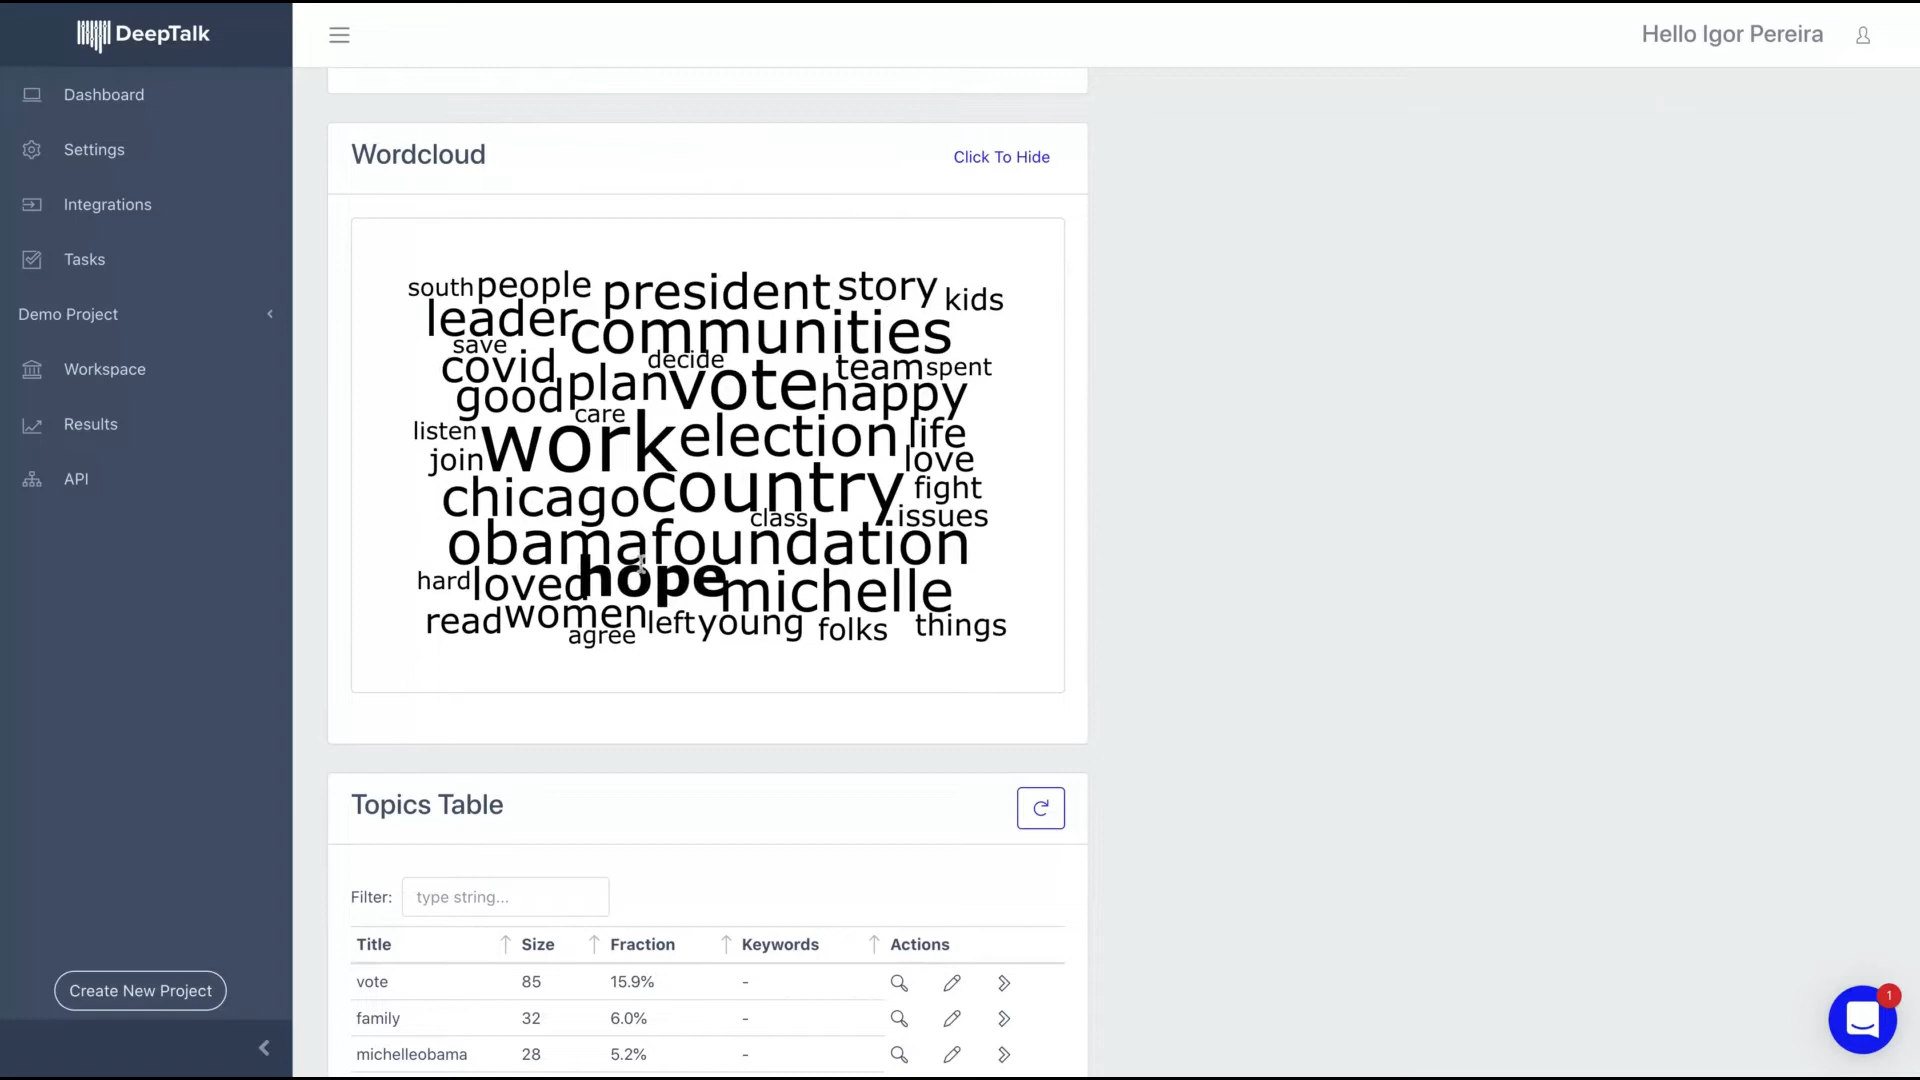 DeepTalk
Hello Igor Pereira
Dashboard
Settings
Integrations
Tasks
Demo Project
Workspace
Results
API
Create New Project
Wordcloud
Click To Hide
south people president story kids
leader communities
save
covid decide team spent
good plan vote happy
care
listen work election life
join love
chicago country fight
class issues
obamafoundation
hard loved hope michelle
read women left young folks things
agree
Topics Table
Filter: type string...
Title Size Fraction Keywords Actions
vote 85 15.9% -
family 32 6.0% -
michelleobama 28 5.2% -
1